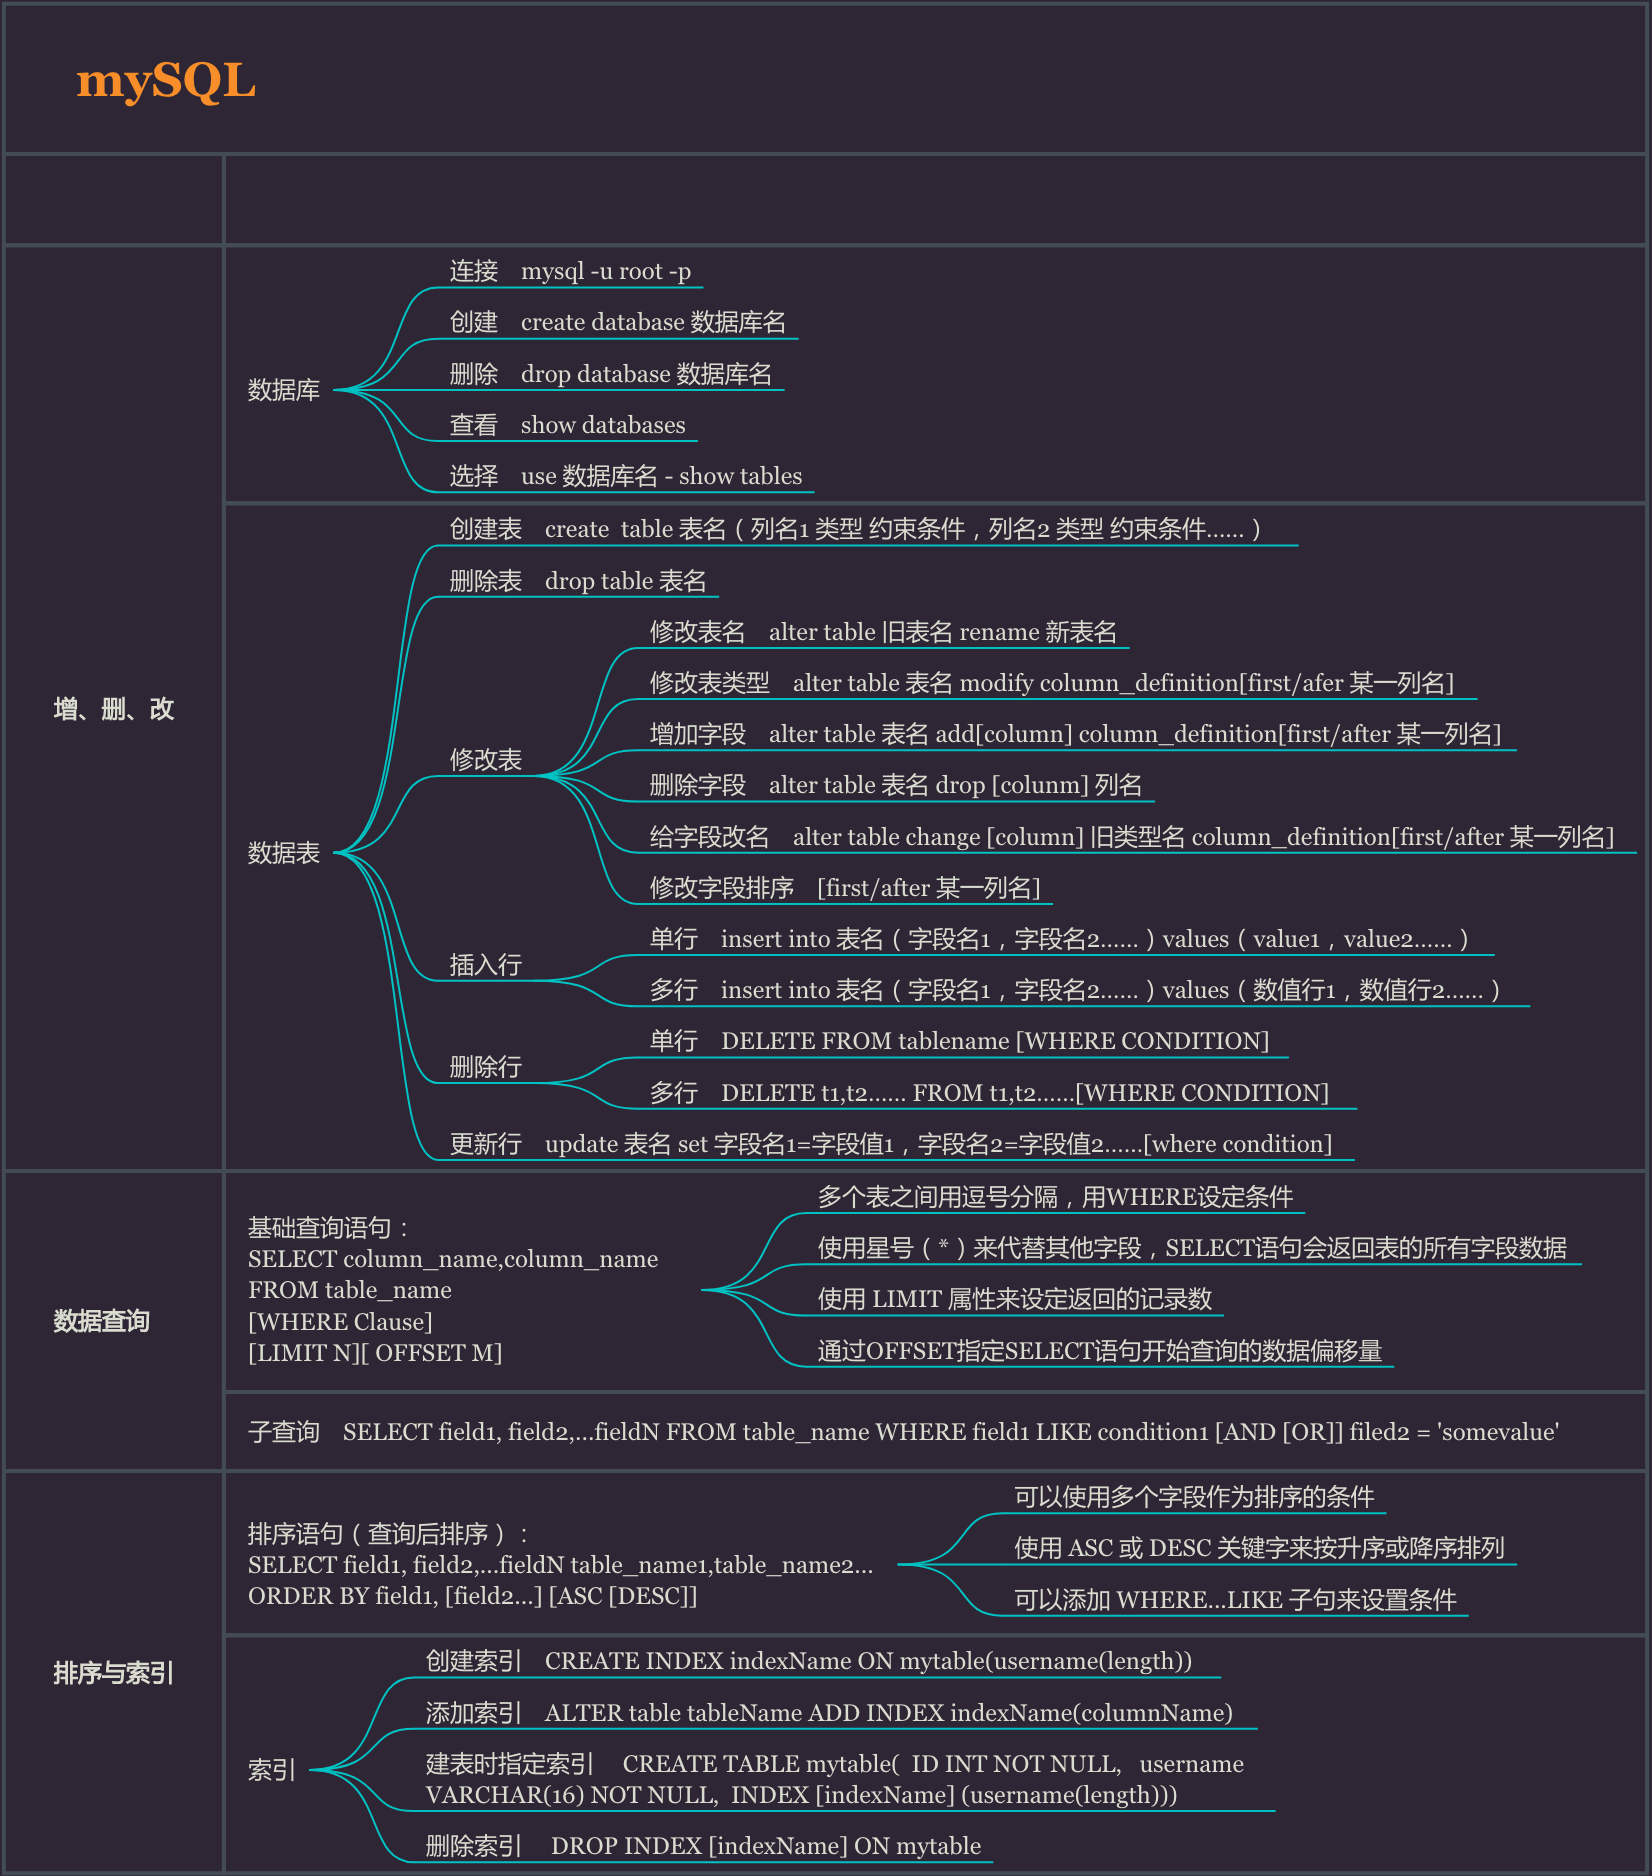 mySQL
增、删、改
数据库
连接 mysql -u root -p
创建 create database 数据库名
删除 drop database 数据库名
查看 show databases
选择 use 数据库名 - show tables
数据表
创建表 create table 表名（列名1 类型 约束条件，列名2 类型 约束条件……）
删除表 drop table 表名
修改表
修改表名 alter table 旧表名 rename 新表名
修改表类型 alter table 表名 modify column_definition[first/afer 某一列名]
增加字段 alter table 表名 add[column] column_definition[first/after 某一列名]
删除字段 alter table 表名 drop [colunm] 列名
给字段改名 alter table change [column] 旧类型名 column_definition[first/after 某一列名]
修改字段排序 [first/after 某一列名]
插入行
单行 insert into 表名（字段名1，字段名2……）values（value1，value2……）
多行 insert into 表名（字段名1，字段名2……）values（数值行1，数值行2……）
删除行
单行 DELETE FROM tablename [WHERE CONDITION]
多行 DELETE t1,t2…… FROM t1,t2……[WHERE CONDITION]
更新行 update 表名 set 字段名1=字段值1，字段名2=字段值2……[where condition]
数据查询
基础查询语句：
SELECT column_name,column_name
FROM table_name
[WHERE Clause]
[LIMIT N][ OFFSET M]
多个表之间用逗号分隔，用WHERE设定条件
使用星号（*）来代替其他字段，SELECT语句会返回表的所有字段数据
使用 LIMIT 属性来设定返回的记录数
通过OFFSET指定SELECT语句开始查询的数据偏移量
子查询 SELECT field1, field2,...fieldN FROM table_name WHERE field1 LIKE condition1 [AND [OR]] filed2 = 'somevalue'
排序与索引
排序语句（查询后排序）：
SELECT field1, field2,...fieldN table_name1,table_name2...
ORDER BY field1, [field2...] [ASC [DESC]]
可以使用多个字段作为排序的条件
使用 ASC 或 DESC 关键字来按升序或降序排列
可以添加 WHERE...LIKE 子句来设置条件
索引
创建索引 CREATE INDEX indexName ON mytable(username(length))
添加索引 ALTER table tableName ADD INDEX indexName(columnName)
建表时指定索引 CREATE TABLE mytable( ID INT NOT NULL, username
VARCHAR(16) NOT NULL, INDEX [indexName] (username(length)))
删除索引 DROP INDEX [indexName] ON mytable